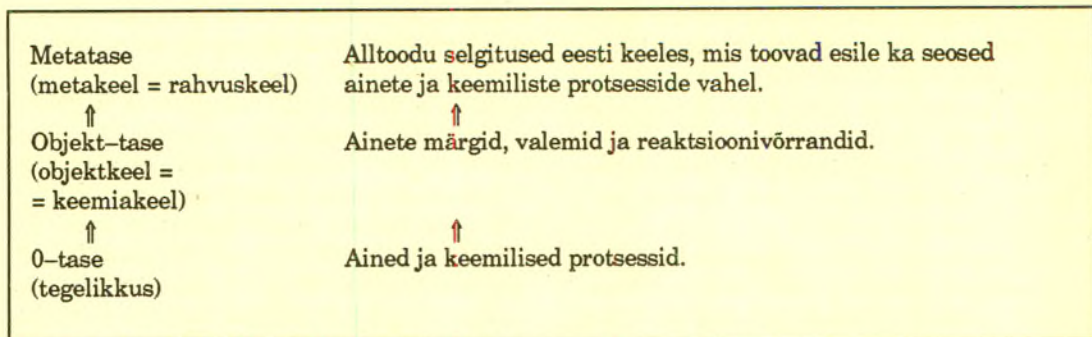 Metatase Alltoodu selgitused eesti keeles, mis toovad esile ka seosed
(metakeel = rahvuskeel) ainete ja keemiliste protsesside vahel.
⇑ ⇑
Objekt–tase Ainete märgid, valemid ja reaktsioonivõrrandid.
(objektkeel =
= keemiakeel)
⇑ ⇑
0–tase Ained ja keemilised protsessid.
(tegelikkus)